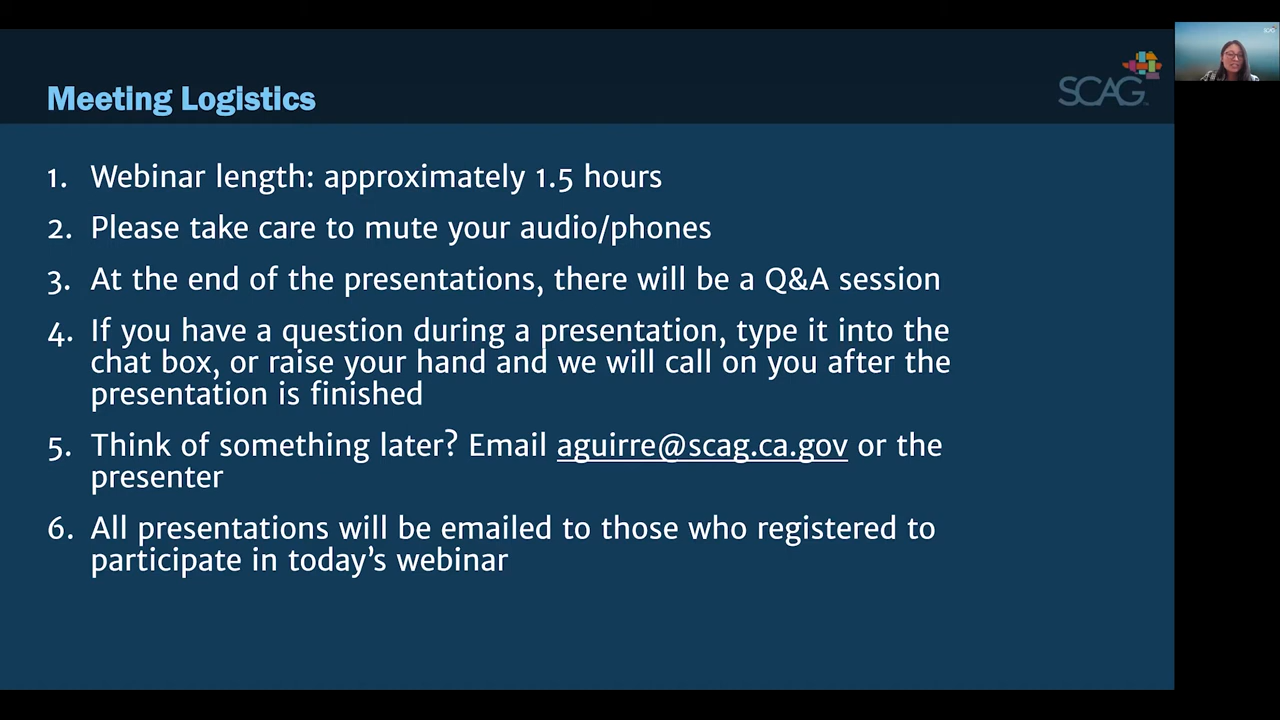 Meeting Logistics
SCAG
1. Webinar length: approximately 1.5 hours
2. Please take care to mute your audio/phones
3. At the end of the presentations, there will be a Q&A session
4. If you have a question during a presentation, type it into the
chat box, or raise your hand and we will call on you after the
presentation is finished
5. Think of something later? Email aguirre@scag.ca.gov or the
presenter
6. All presentations will be emailed to those who registered to
participate in today’s webinar